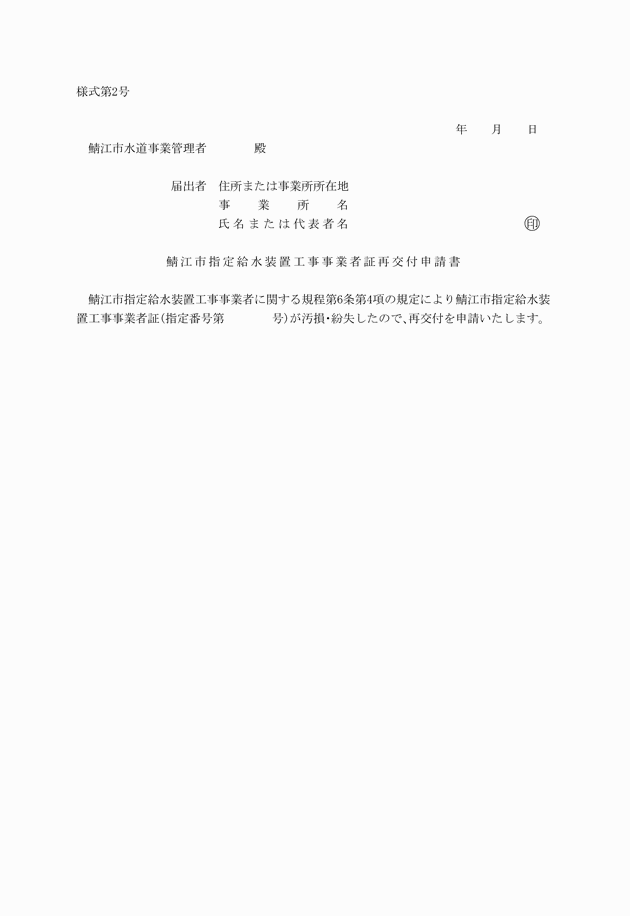 様式第2号
年　　月　　日
鯖江市水道事業管理者　　　　殿
届出者　住所または事業所所在地
事業所名
氏名または代表者名　　　　㊞
鯖江市指定給水装置工事事業者証再交付申請書
鯖江市指定給水装置工事事業者に関する規程第6条第4項の規定により鯖江市指定給水装
置工事事業者証(指定番号第　　　　号)が汚損・紛失したので、再交付を申請いたします。